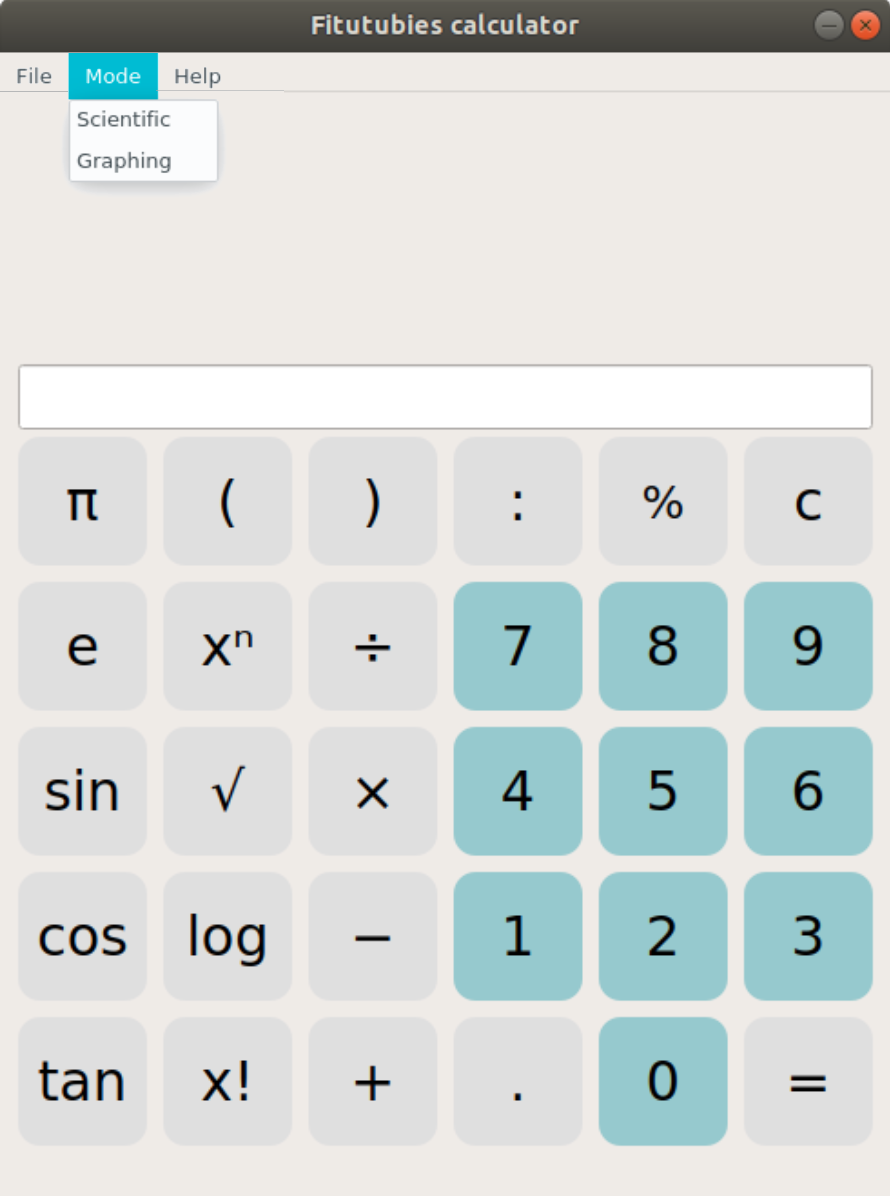 Fitutubies calculator
File Mode Help
Scientific
Graphing
π ( ) : % c
e xⁿ ÷ 7 8 9
sin √ × 4 5 6
cos log − 1 2 3
tan x! + . 0 =